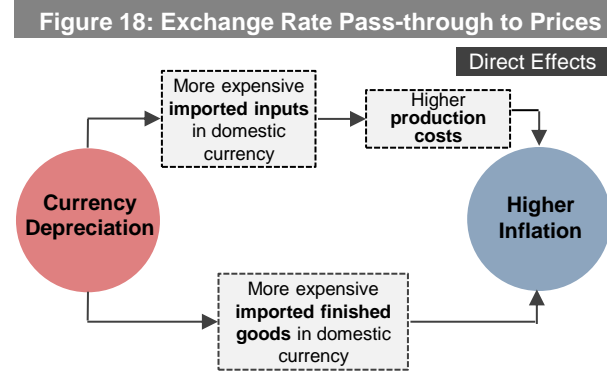 Figure 18: Exchange Rate Pass-through to Prices
Direct Effects
More expensive
imported inputs
in domestic
currency
Higher
production
costs
Currency
Depreciation
Higher
Inflation
More expensive
imported finished
goods in domestic
currency